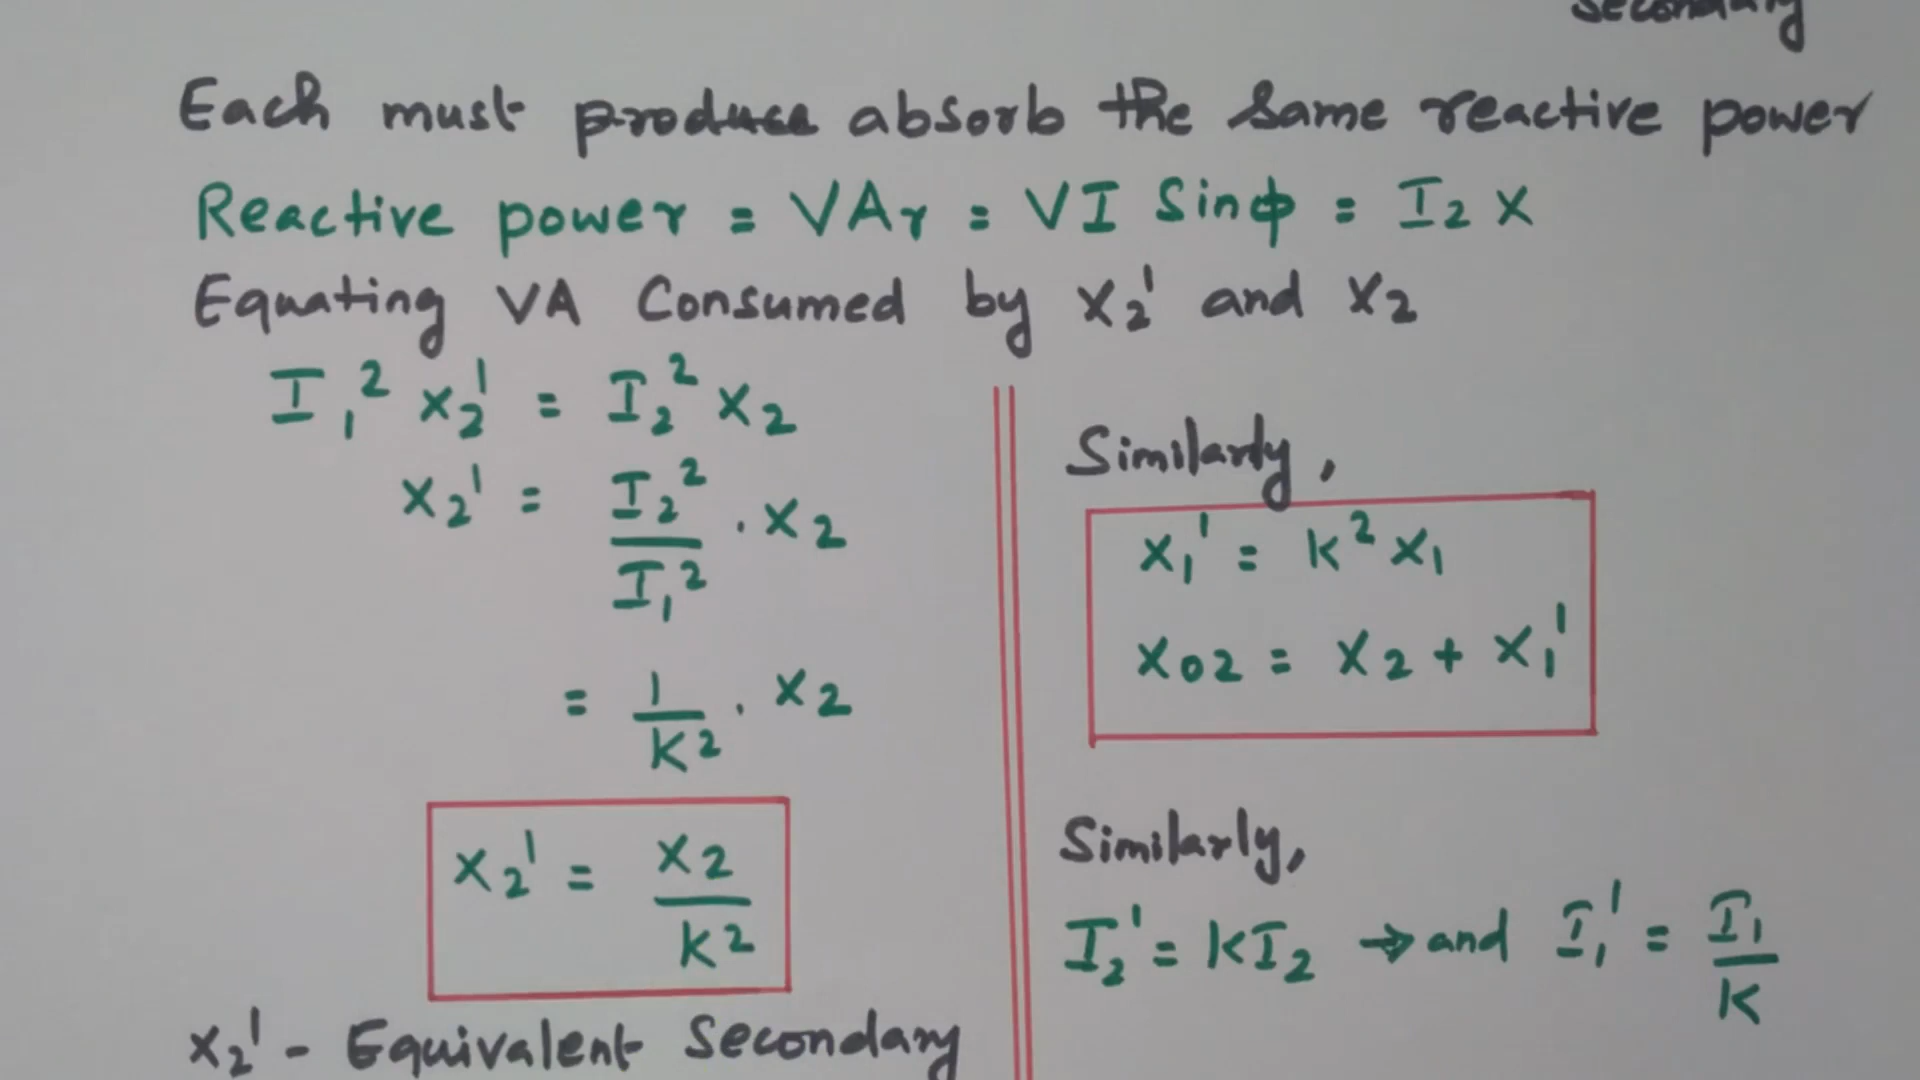 Secondary
Each must produce absorb the same reactive power
Reactive power = VAr = VI Sinφ = I₂ X
Equating VA Consumed by X₂' and X₂
I₁² X₂' = I₂² X₂
X₂' = I₂²/I₁² . X₂
= 1/K² . X₂
X₂' = X₂/K²
X₂' - Equivalent Secondary
Similarly,
X₁' = K² X₁
X₀₂ = X₂ + X₁'
Similarly,
I₂' = KI₂ → and I₁' = I₁/K